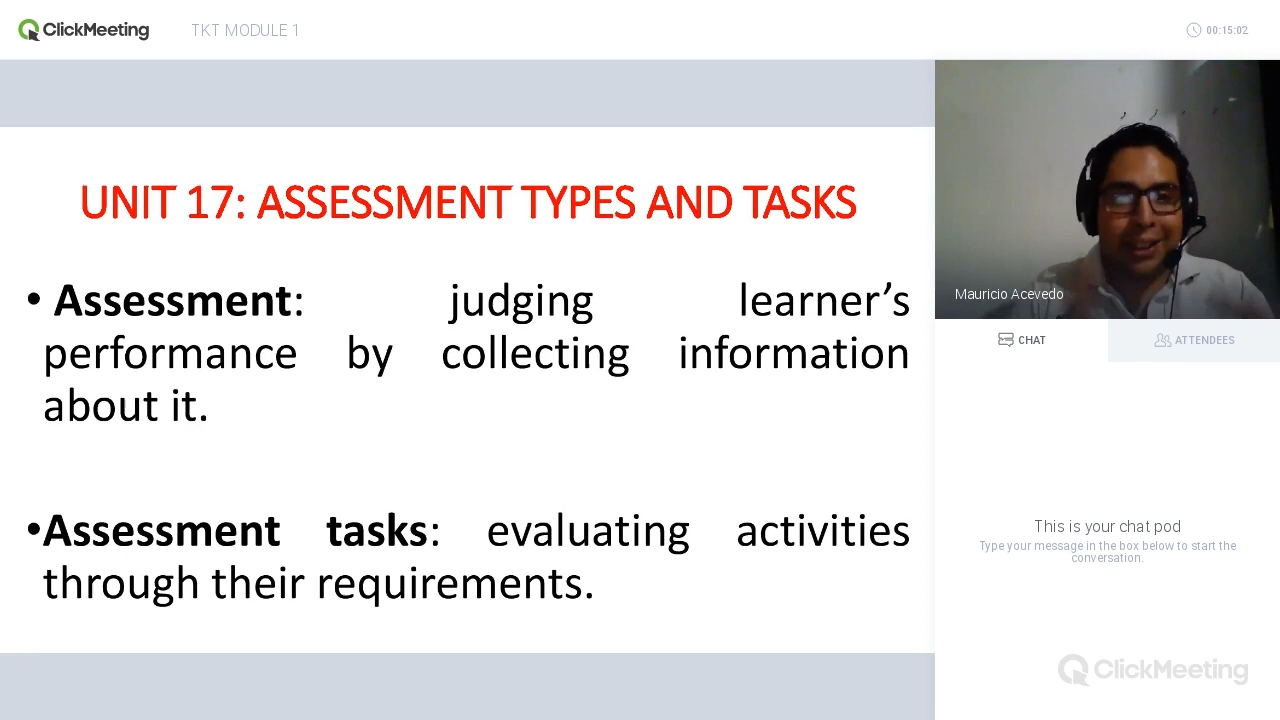 ClickMeeting
TKT MODULE 1
00:15:02
UNIT 17: ASSESSMENT TYPES AND TASKS
• Assessment: judging learner’s
performance by collecting information
about it.
•Assessment tasks: evaluating activities
through their requirements.
Mauricio Acevedo
CHAT
ATTENDEES
This is your chat pod
Type your message in the box below to start the
conversation.
ClickMeeting